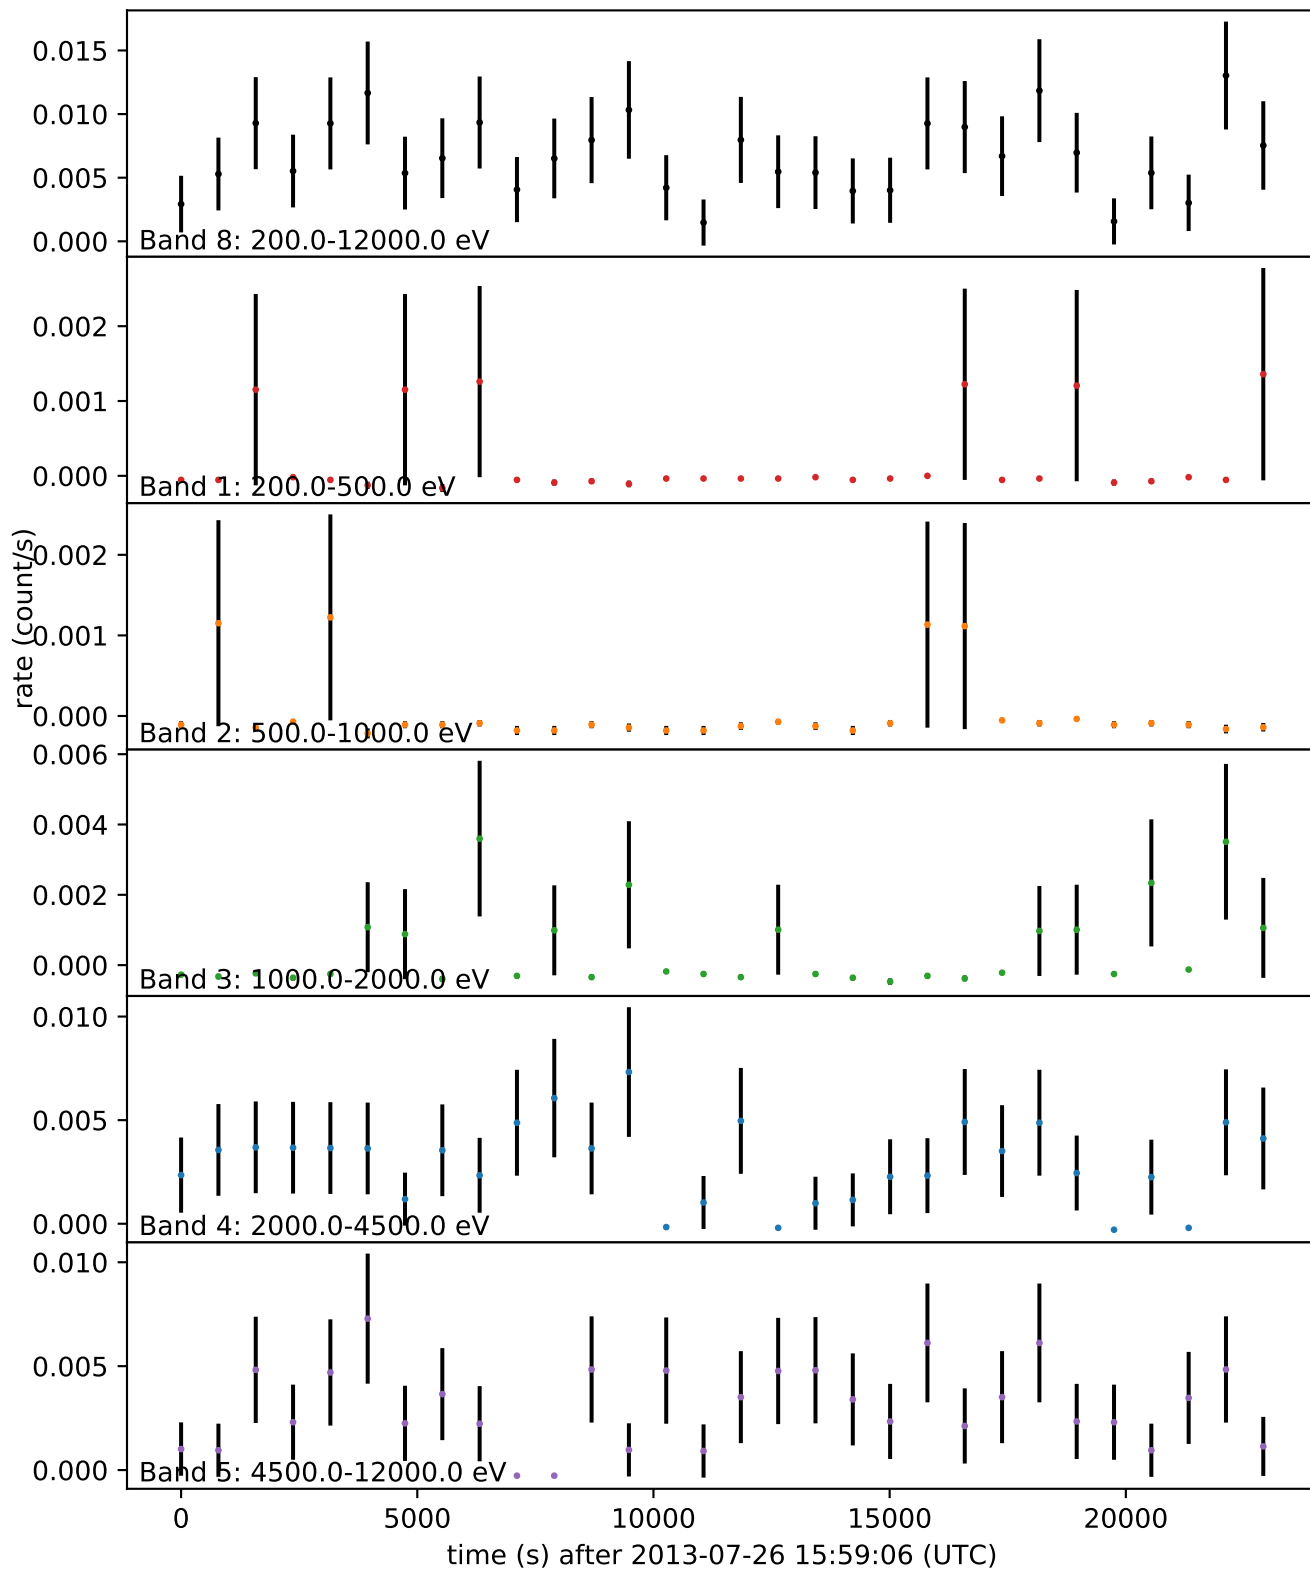 0.015
0.010
0.005
0.000
Band 8: 200.0-12000.0 eV
0.002
0.001
0.000
Band 1: 200.0-500.0 eV
rate (count/s)
0.002
0.001
0.000
Band 2: 500.0-1000.0 eV
0.006
0.004
0.002
0.000
Band 3: 1000.0-2000.0 eV
0.010
0.005
0.000
Band 4: 2000.0-4500.0 eV
0.010
0.005
0.000
Band 5: 4500.0-12000.0 eV
0 5000 10000 15000 20000
time (s) after 2013-07-26 15:59:06 (UTC)